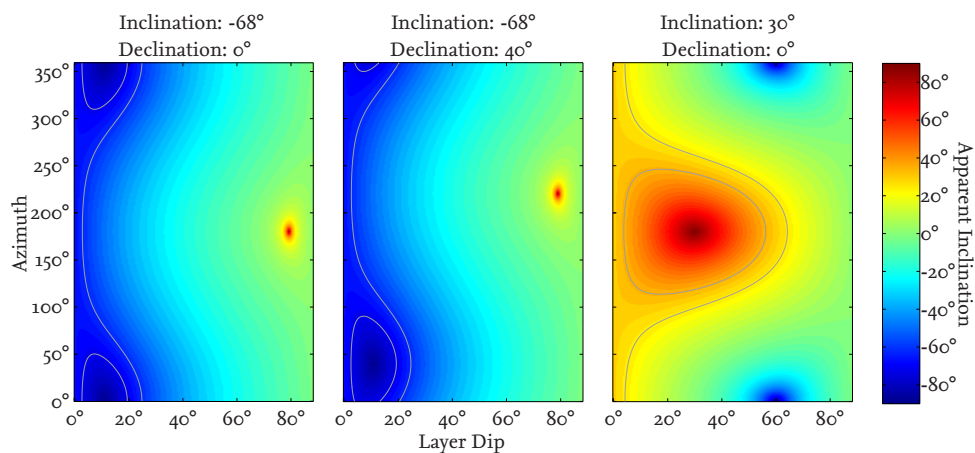 Inclination: -68° Inclination: -68° Inclination: 30°
Declination: 0° Declination: 40° Declination: 0°
350°
300°
250°
200°
150°
100°
50°
0°
Azimuth
0° 20° 40° 60° 80° 0° 20° 40° 60° 80° 0° 20° 40° 60° 80°
Layer Dip
80°
60°
40°
20°
0°
-20°
-40°
-60°
-80°
Apparent Inclination